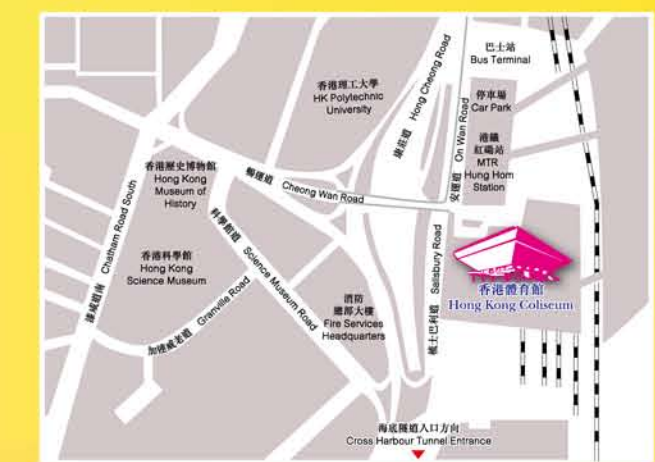 巴士站
Bus Terminal
香港理工大學
HK Polytechnic
University
康莊道 Hong Cheong Road
停車場
Car Park
安運道 On Wan Road
港鐵
紅磡站
MTR
Hung Hom
Station
香港歷史博物館
Hong Kong
Museum of
History
暢運道 Cheong Wan Road
漆咸道南 Chatham Road South
香港科學館
Hong Kong
Science Museum
科學館道 Science Museum Road
加連威老道 Granville Road
消防
總部大樓
Fire Services
Headquarters
梳士巴利道 Salisbury Road
香港體育館
Hong Kong Coliseum
海底隧道入口方向
Cross Harbour Tunnel Entrance